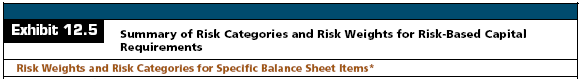 Exhibit 12.5
Summary of Risk Categories and Risk Weights for Risk-Based Capital
Requirements
Risk Weights and Risk Categories for Specific Balance Sheet Items*